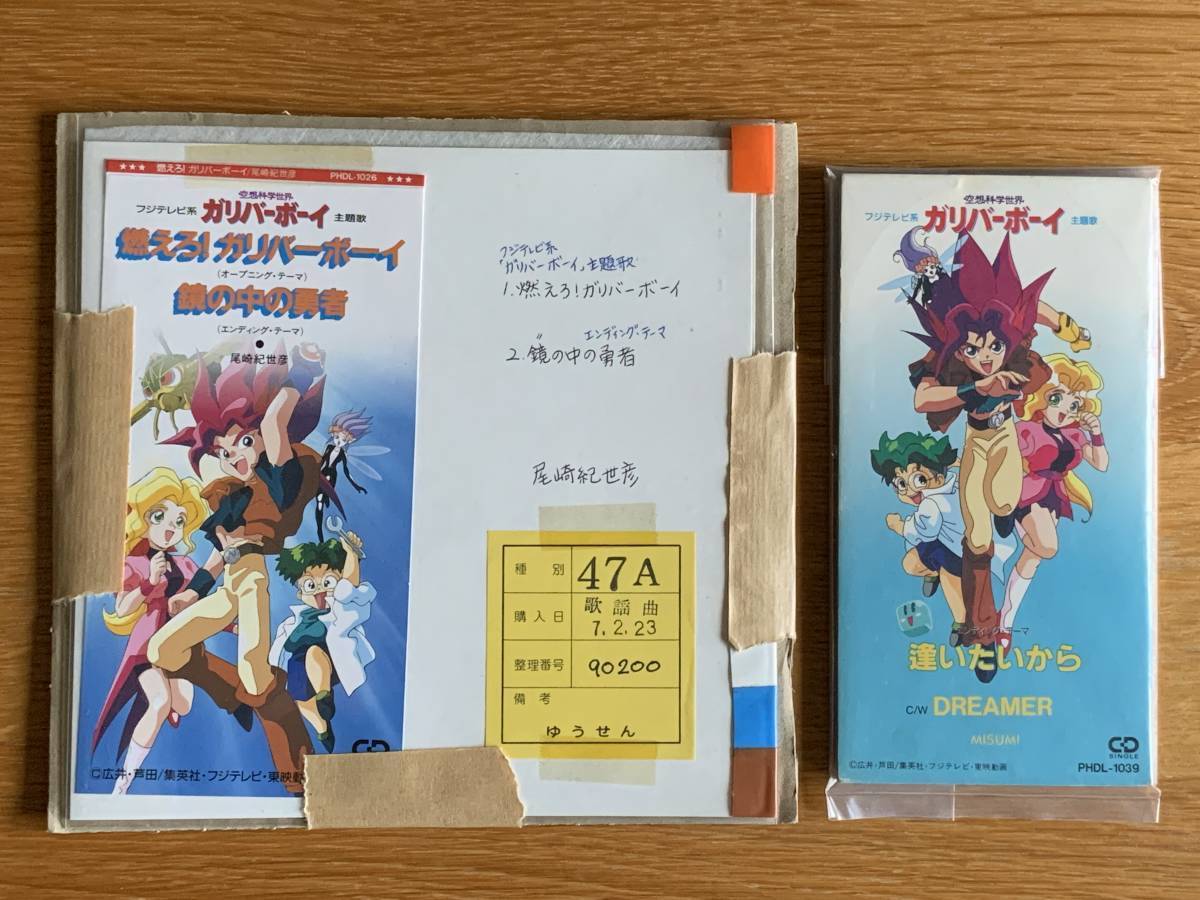 ★★★ 燃えろ!ガリバーボーイ/尾崎紀世彦 PHDL-1026 ★★★
空想科学世界
フジテレビ系 ガリバーボーイ 主題歌
燃えろ!ガリバーボーイ
(オープニング・テーマ)
鏡の中の勇者
(エンディング・テーマ)
●
尾崎紀世彦
CD
©広井・芦田/集英社・フジテレビ・東映動
フジテレビ系
「ガリバーボーイ」主題歌
1.燃えろ!ガリバーボーイ
〃 エンディング・テーマ
2.鏡の中の勇者
尾崎紀世彦
種別 47A
購入日 歌謡曲
7.2.23
整理番号 90200
備考
ゆうせん
空想科学世界
フジテレビ系 ガリバーボーイ 主題歌
エンディング・テーマ
逢いたいから
C/W DREAMER
MISUMI
CD
SINGLE
©広井・芦田/集英社・フジテレビ・東映動画 PHDL-1039